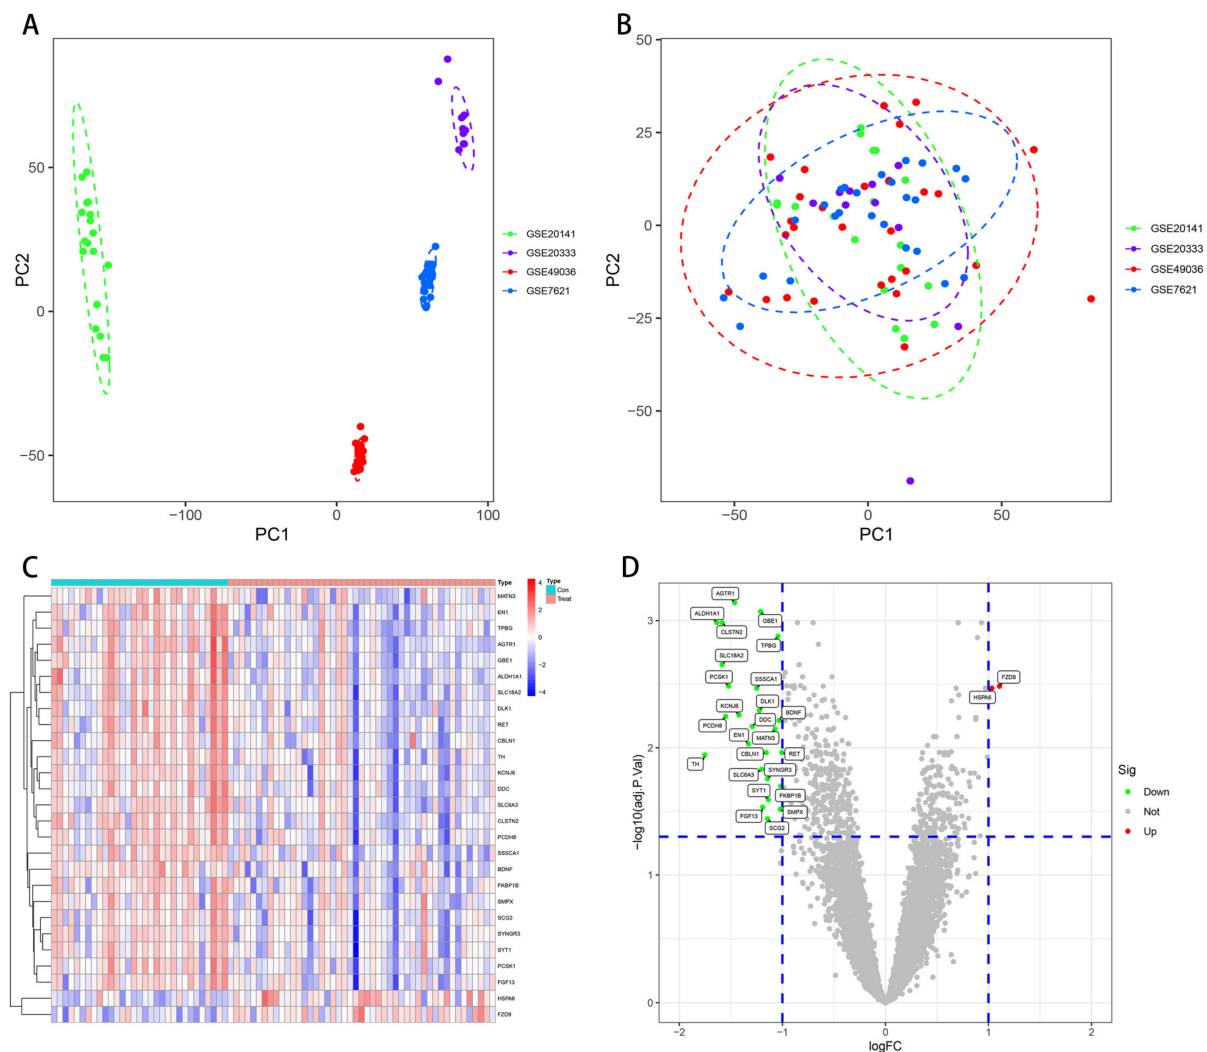 A
PC2
50
0
−50
−100
0
100
PC1
GSE20141
GSE20333
GSE49036
GSE7621
B
PC2
50
25
0
−25
−50
−50
0
50
PC1
GSE20141
GSE20333
GSE49036
GSE7621
C
Type
MATN3
EN1
TPBG
AGTR1
GBE1
ALDH1A1
SLC18A2
DLK1
RET
CBLN1
TH
KCNJ6
DDC
SLC6A3
CLSTN2
PCDH8
SSSCA1
BDNF
FKBP1B
SMPX
SCG2
SYNGR3
SYT1
PCSK1
FGF13
HSPA6
FZD9
4
2
0
−2
−4
Type
Con
Treat
D
−log10(adj.P.Val)
3
2
1
0
AGTR1
ALDH1A1
GBE1
CLSTN2
TPBG
SLC18A2
PCSK1
SSSCA1
DLK1
KCNJ6
BDNF
DDC
PCDH8
EN1
MATN3
CBLN1
RET
TH
SLC6A3
SYNGR3
SYT1
FKBP1B
FGF13
SMPX
SCG2
FZD9
HSPA6
−2
−1
0
1
2
logFC
Sig
Down
Not
Up